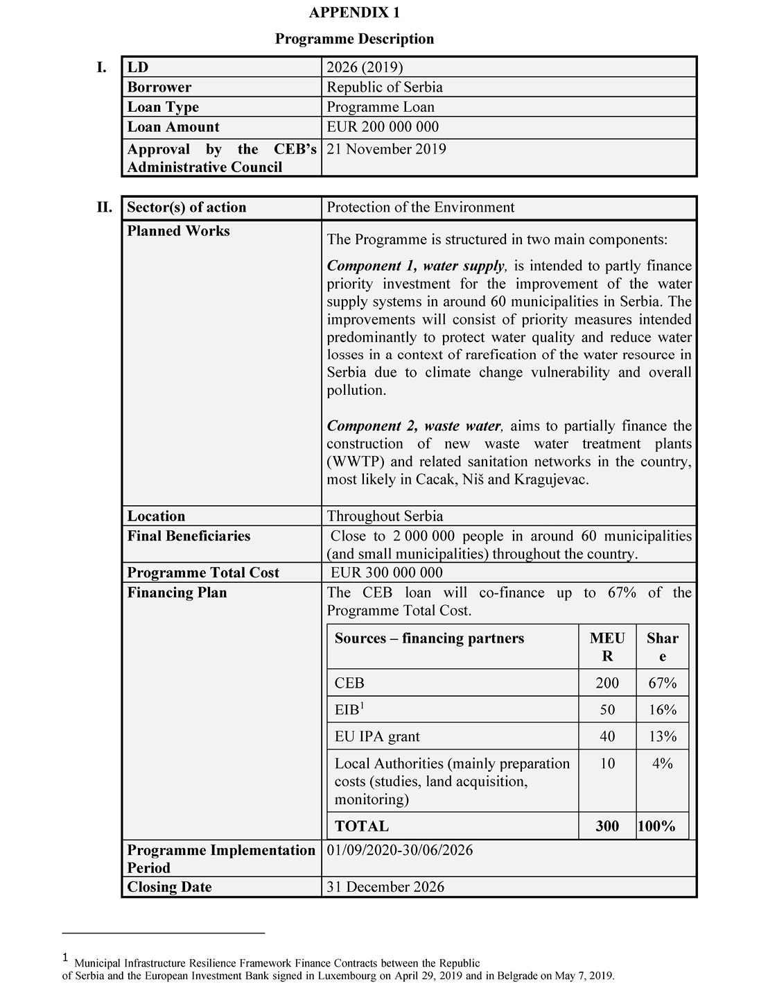 APPENDIX 1
Programme Description
I.
LD
2026 (2019)
Borrower
Republic of Serbia
Loan Type
Programme Loan
Loan Amount
EUR 200 000 000
Approval by the CEB’s
Administrative Council
21 November 2019
II.
Sector(s) of action
Protection of the Environment
Planned Works
The Programme is structured in two main components:
Component 1, water supply, is intended to partly finance
priority investment for the improvement of the water
supply systems in around 60 municipalities in Serbia. The
improvements will consist of priority measures intended
predominantly to protect water quality and reduce water
losses in a context of rarefication of the water resource in
Serbia due to climate change vulnerability and overall
pollution.
Component 2, waste water, aims to partially finance the
construction of new waste water treatment plants
(WWTP) and related sanitation networks in the country,
most likely in Cacak, Niš and Kragujevac.
Location
Throughout Serbia
Final Beneficiaries
Close to 2 000 000 people in around 60 municipalities
(and small municipalities) throughout the country.
Programme Total Cost
EUR 300 000 000
Financing Plan
The CEB loan will co-finance up to 67% of the
Programme Total Cost.
Sources – financing partners
MEU
R
Shar
e
CEB
200
67%
EIB1
50
16%
EU IPA grant
40
13%
Local Authorities (mainly preparation
costs (studies, land acquisition,
monitoring)
10
4%
TOTAL
300
100%
Programme Implementation
Period
01/09/2020-30/06/2026
Closing Date
31 December 2026
1 Municipal Infrastructure Resilience Framework Finance Contracts between the Republic
of Serbia and the European Investment Bank signed in Luxembourg on April 29, 2019 and in Belgrade on May 7, 2019.